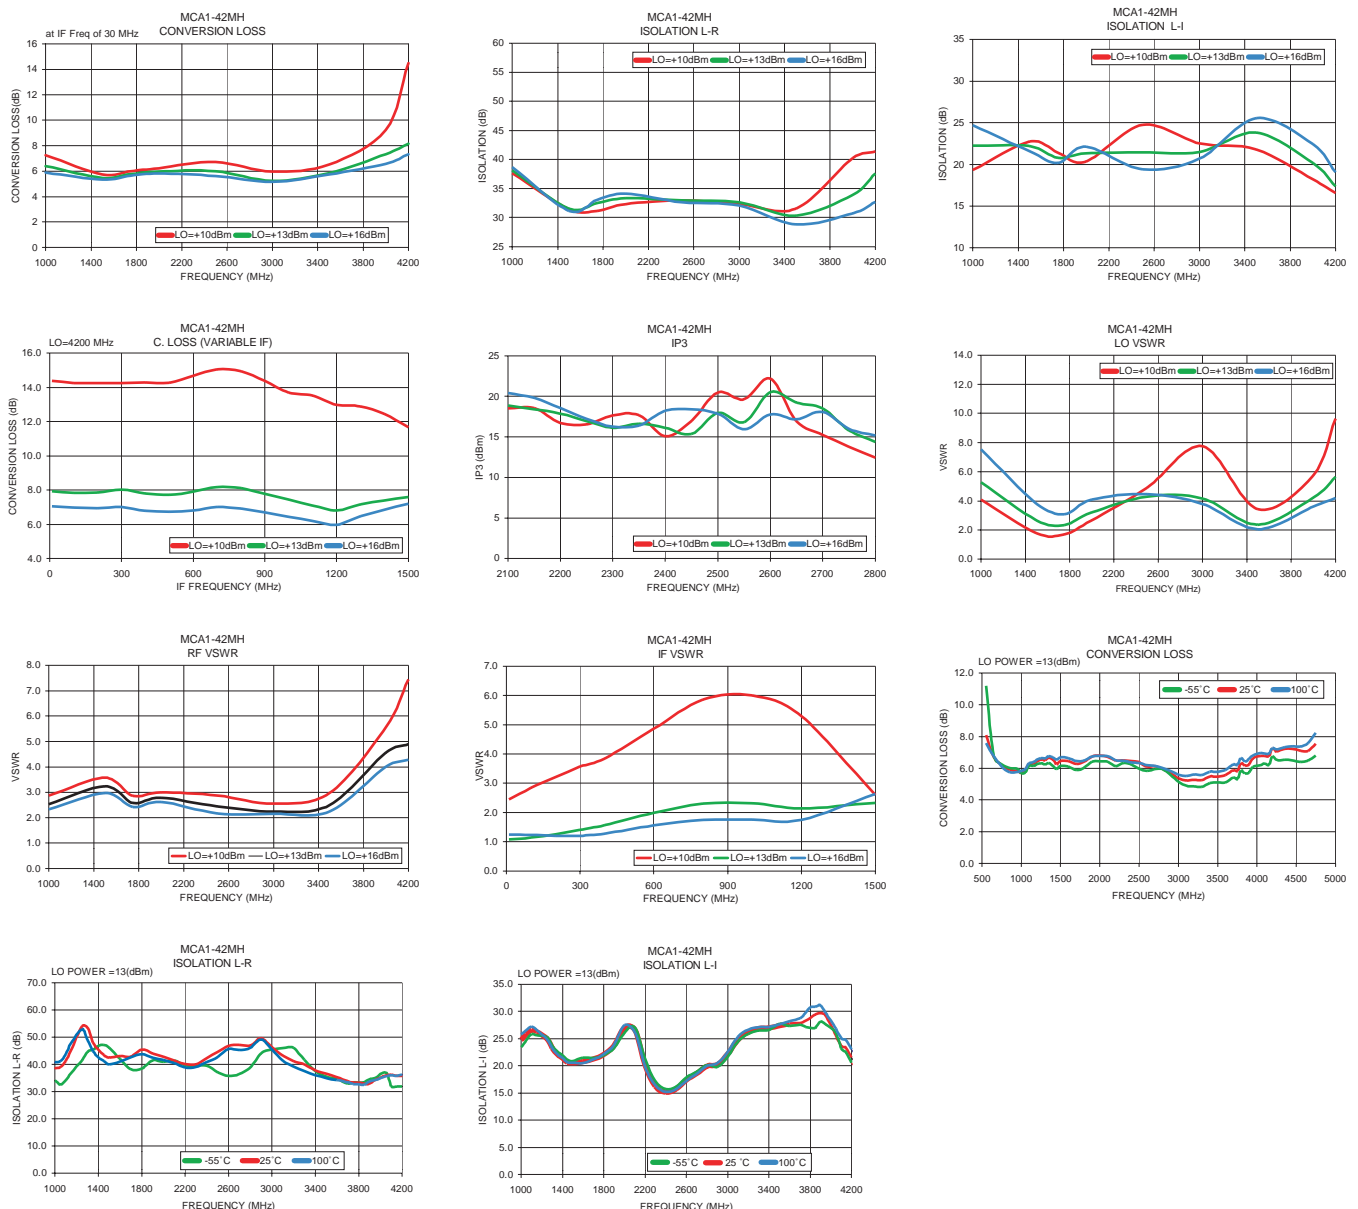 MCA1-42MH
at IF Freq of 30 MHz
CONVERSION LOSS
CONVERSION LOSS(dB)
16
14
12
10
8
6
4
2
0
LO=+10dBm LO=+13dBm LO=+16dBm
1000 1400 1800 2200 2600 3000 3400 3800 4200
FREQUENCY (MHz)
MCA1-42MH
ISOLATION L-R
ISOLATION (dB)
60
55
50
45
40
35
30
25
LO=+10dBm LO=+13dBm LO=+16dBm
1000 1400 1800 2200 2600 3000 3400 3800 4200
FREQUENCY (MHz)
MCA1-42MH
ISOLATION L-I
ISOLATION (dB)
35
30
25
20
15
10
LO=+10dBm LO=+13dBm LO=+16dBm
1000 1400 1800 2200 2600 3000 3400 3800 4200
FREQUENCY (MHz)
MCA1-42MH
LO=4200 MHz
C. LOSS (VARIABLE IF)
CONVERSION LOSS (dB)
16.0
14.0
12.0
10.0
8.0
6.0
4.0
LO=+10dBm LO=+13dBm LO=+16dBm
0 300 600 900 1200 1500
IF FREQUENCY (MHz)
MCA1-42MH
IP3
IP3 (dBm)
25
20
15
10
5
0
LO=+10dBm LO=+13dBm LO=+16dBm
2100 2200 2300 2400 2500 2600 2700 2800
FREQUENCY (MHz)
MCA1-42MH
LO VSWR
VSWR
14.0
12.0
10.0
8.0
6.0
4.0
2.0
0.0
LO=+10dBm LO=+13dBm LO=+16dBm
1000 1400 1800 2200 2600 3000 3400 3800 4200
FREQUENCY (MHz)
MCA1-42MH
RF VSWR
VSWR
8.0
7.0
6.0
5.0
4.0
3.0
2.0
1.0
0.0
LO=+10dBm LO=+13dBm LO=+16dBm
1000 1400 1800 2200 2600 3000 3400 3800 4200
FREQUENCY (MHz)
MCA1-42MH
IF VSWR
VSWR
7.0
6.0
5.0
4.0
3.0
2.0
1.0
0.0
LO=+10dBm LO=+13dBm LO=+16dBm
0 300 600 900 1200 1500
FREQUENCY (MHz)
MCA1-42MH
CONVERSION LOSS
LO POWER =13(dBm)
CONVERSION LOSS (dB)
12.0
10.0
8.0
6.0
4.0
2.0
0.0
-55°C 25°C 100°C
500 1000 1500 2000 2500 3000 3500 4000 4500 5000
FREQUENCY (MHz)
MCA1-42MH
ISOLATION L-R
LO POWER =13(dBm)
ISOLATION L-R (dB)
70.0
60.0
50.0
40.0
30.0
20.0
10.0
0.0
-55°C 25°C 100°C
1000 1400 1800 2200 2600 3000 3400 3800 4200
FREQUENCY (MHz)
MCA1-42MH
ISOLATION L-I
LO POWER =13(dBm)
ISOLATION L-I (dB)
35.0
30.0
25.0
20.0
15.0
10.0
5.0
0.0
-55°C 25 °C 100°C
1000 1400 1800 2200 2600 3000 3400 3800 4200
FREQUENCY (MHz)